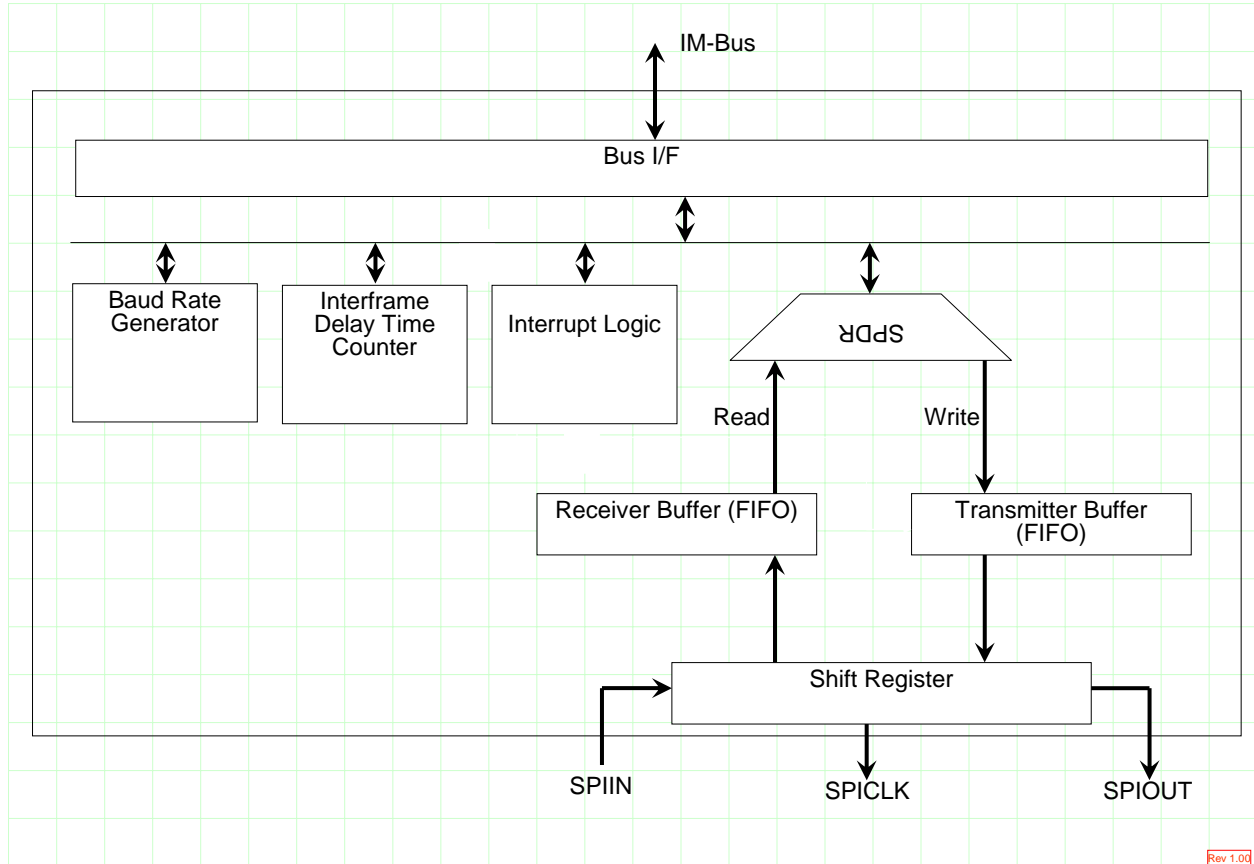 IM-Bus
Bus I/F
Baud Rate
Generator
Interframe
Delay Time
Counter
Interrupt Logic
SPDR
Read
Write
Receiver Buffer (FIFO)
Transmitter Buffer
(FIFO)
Shift Register
SPIIN
SPICLK
SPIOUT
Rev 1.00